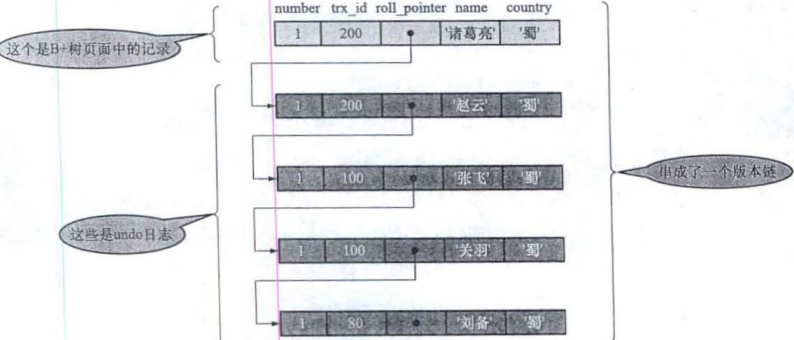 number trx_id roll_pointer name country
1 200 '诸葛亮' '蜀'
这个是B+树页面中的记录
1 200 '赵云' '蜀'
1 100 '张飞' '蜀'
串成了一个版本链
这些是undo日志
1 100 '关羽' '蜀'
1 80 '刘备' '蜀'